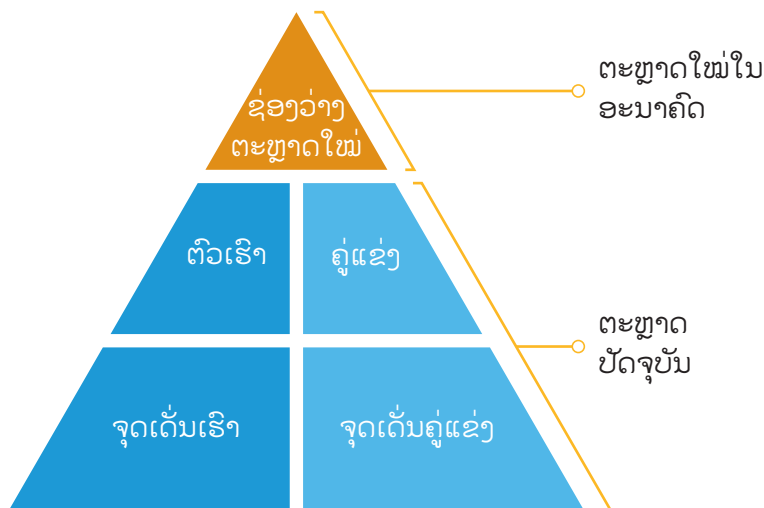 ຊ່ອງວ່າງ
ຕະຫຼາດໃໝ່
ຕະຫຼາດໃໝ່ໃນ
ອະນາຄົດ
ຕົວເຮົາ
ຄູ່ແຂ່ງ
ຕະຫຼາດ
ປັດຈຸບັນ
ຈຸດເດັ່ນເຮົາ
ຈຸດເດັ່ນຄູ່ແຂ່ງ